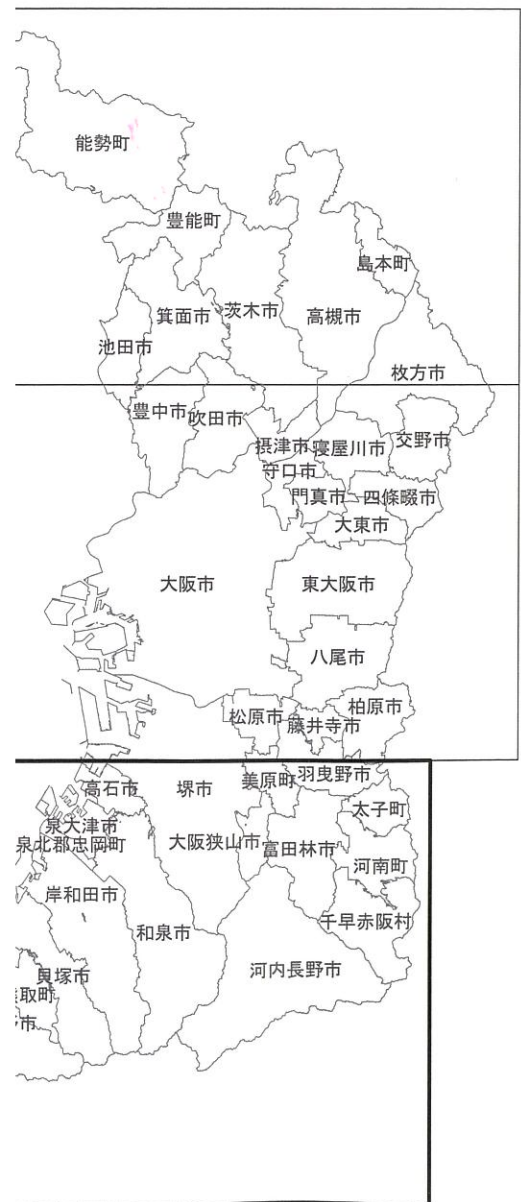 能勢町
豊能町
島本町
茨木市
箕面市
高槻市
池田市
枚方市
豊中市
吹田市
交野市
摂津市
寝屋川市
守口市
門真市
四條畷市
大東市
大阪市
東大阪市
八尾市
柏原市
松原市
藤井寺市
羽曳野市
美原町
高石市
堺市
太子町
泉大津市
泉北郡忠岡町
大阪狭山市
富田林市
河南町
岸和田市
千早赤阪村
和泉市
河内長野市
貝塚市
取町
市